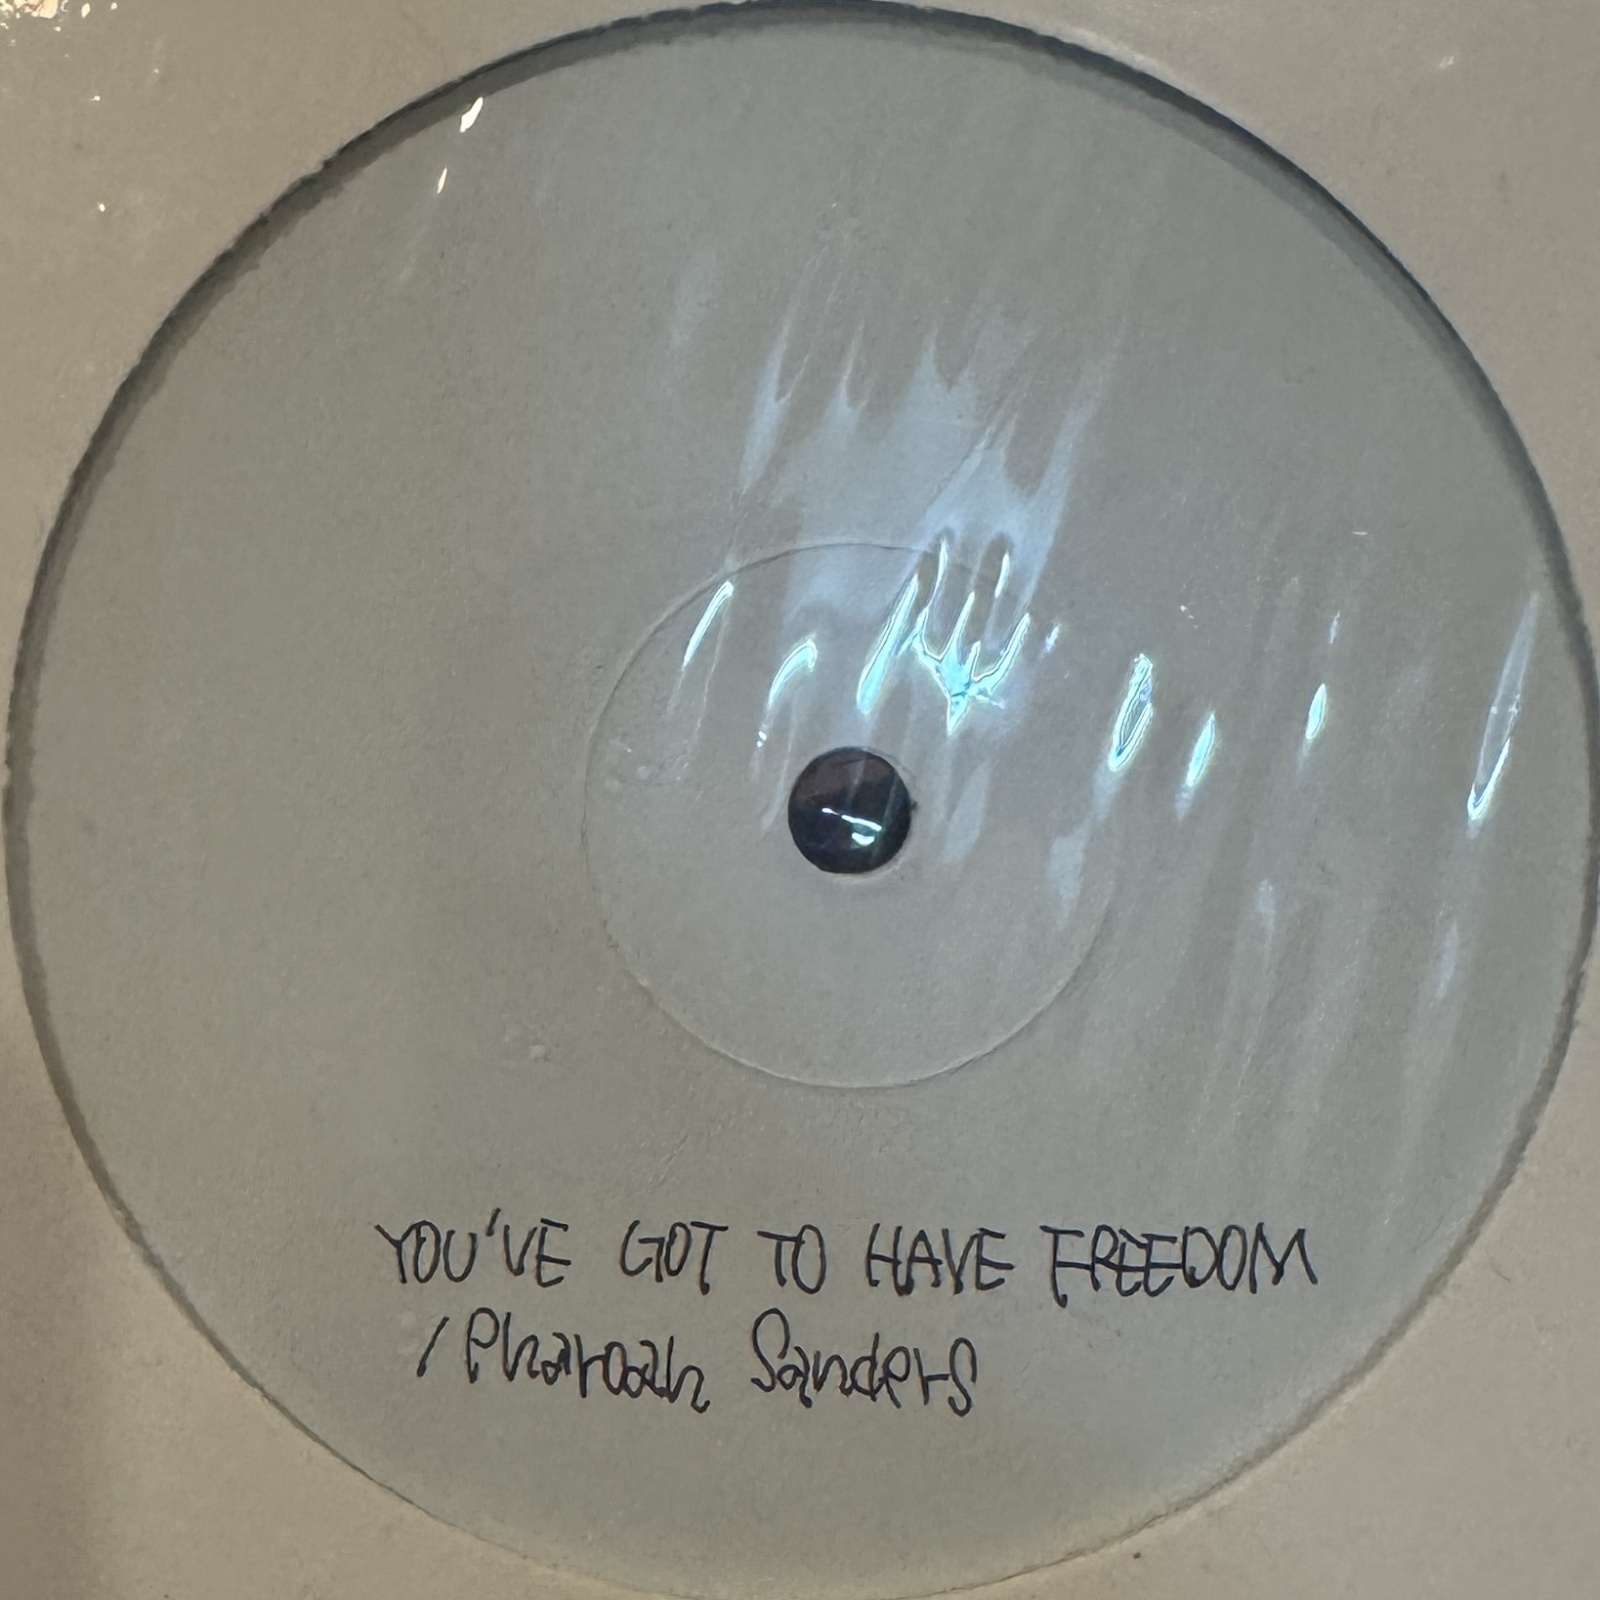 YOU'VE GOT TO HAVE FREEDOM
/ Pharoah Sanders